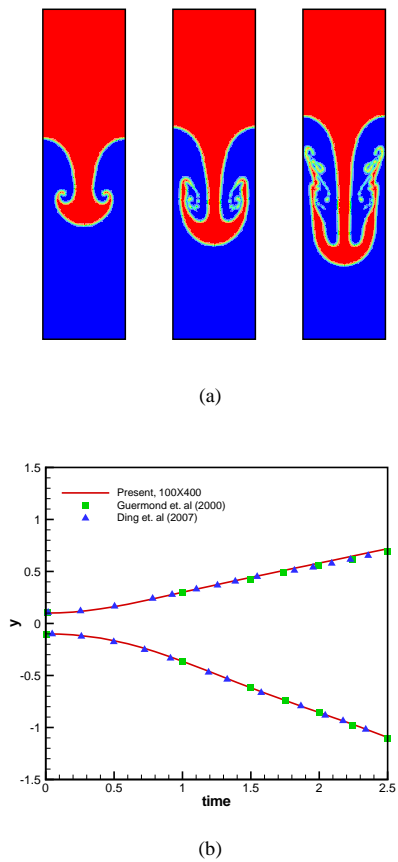 (a)
1.5
1
0.5
0
-0.5
-1
-1.5
y
Present, 100X400
Guermond et. al (2000)
Ding et. al (2007)
0 0.5 1 1.5 2 2.5
time
(b)